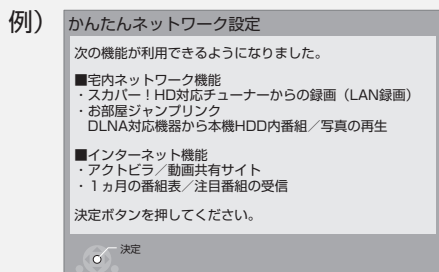 例）
かんたんネットワーク設定
次の機能が利用できるようになりました。
■宅内ネットワーク機能
・スカパー！HD対応チューナーからの録画（LAN録画）
・お部屋ジャンプリンク
DLNA対応機器から本機HDD内番組／写真の再生
■インターネット機能
・アクトビラ／動画共有サイト
・１ヵ月の番組表／注目番組の受信
決定ボタンを押してください。
決定